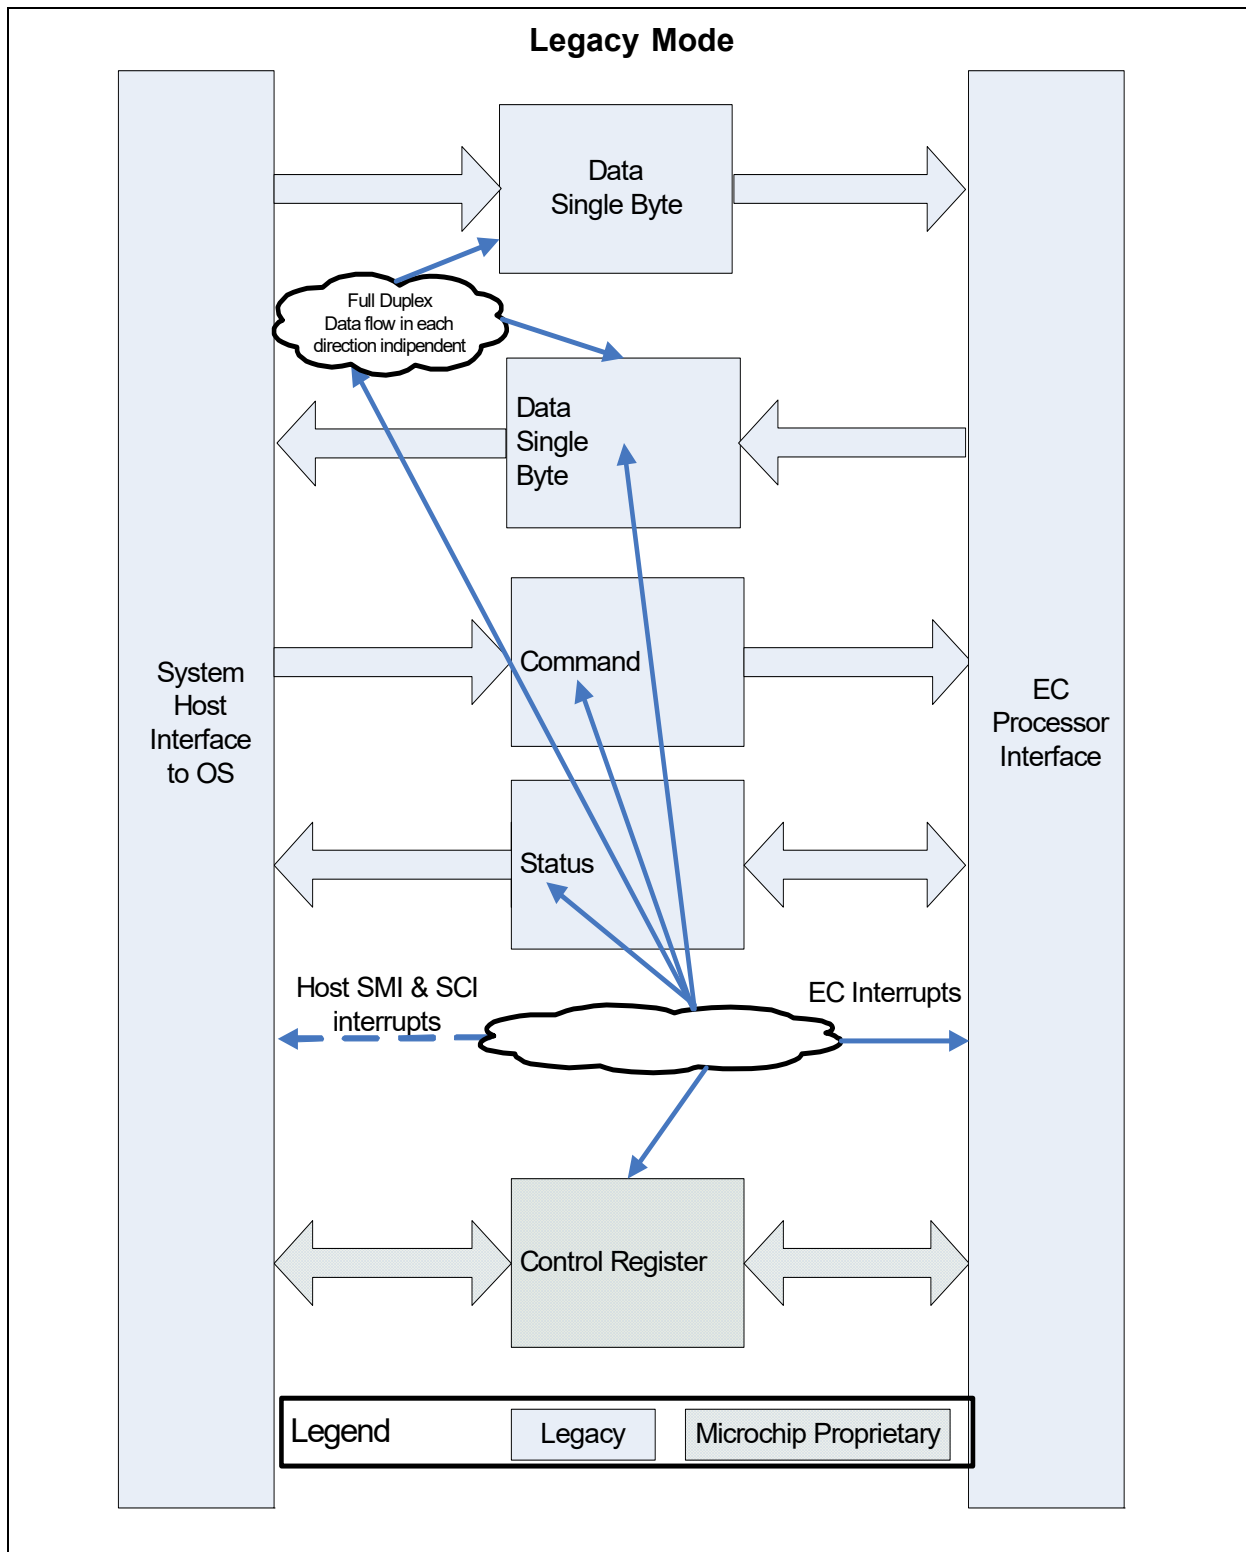 Legacy Mode
Data
Single Byte
Full Duplex
Data flow in each
direction indipendent
Data
Single
Byte
Command
System
Host
Interface
to OS
EC
Processor
Interface
Status
Host SMI & SCI
interrupts
EC Interrupts
Control Register
Legend
Legacy
Microchip Proprietary